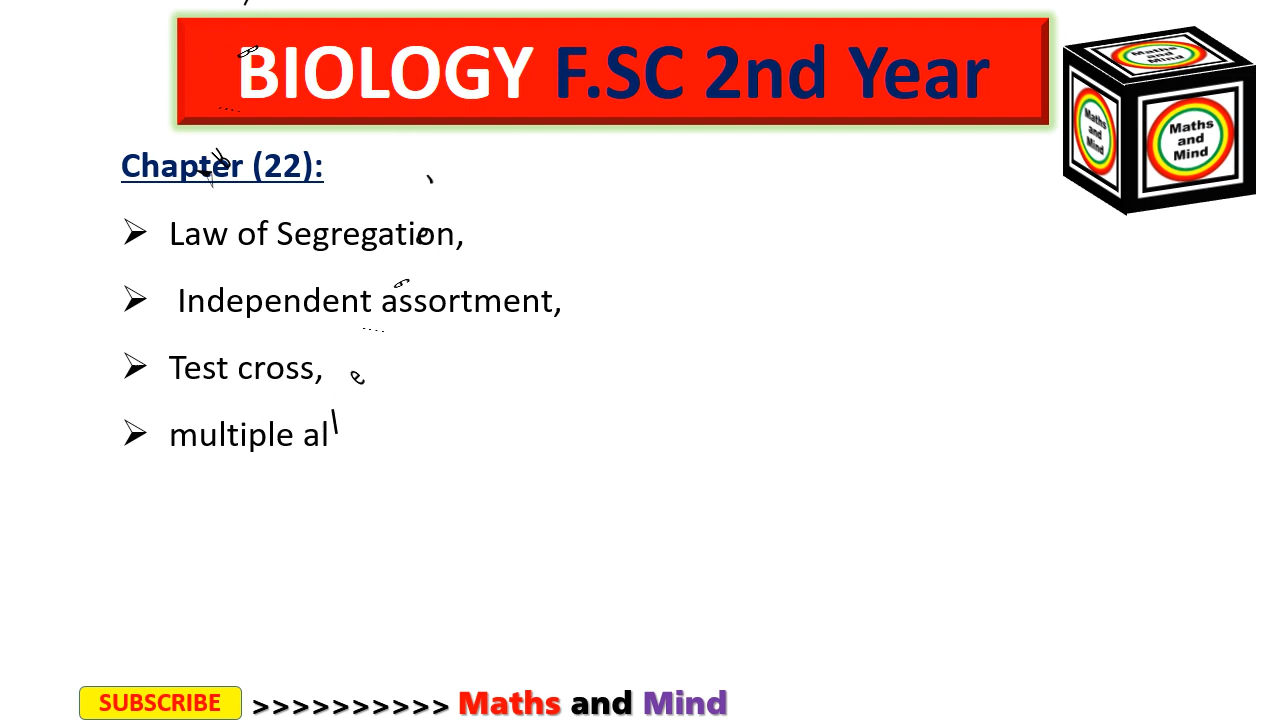 BIOLOGY F.SC 2nd Year
Maths
and
Mind
Maths
and
Mind
Maths
and
Mind
Chapter (22):
➢ Law of Segregation,
➢ Independent assortment,
➢ Test cross,
➢ multiple al
SUBSCRIBE >>>>>>>>>> Maths and Mind